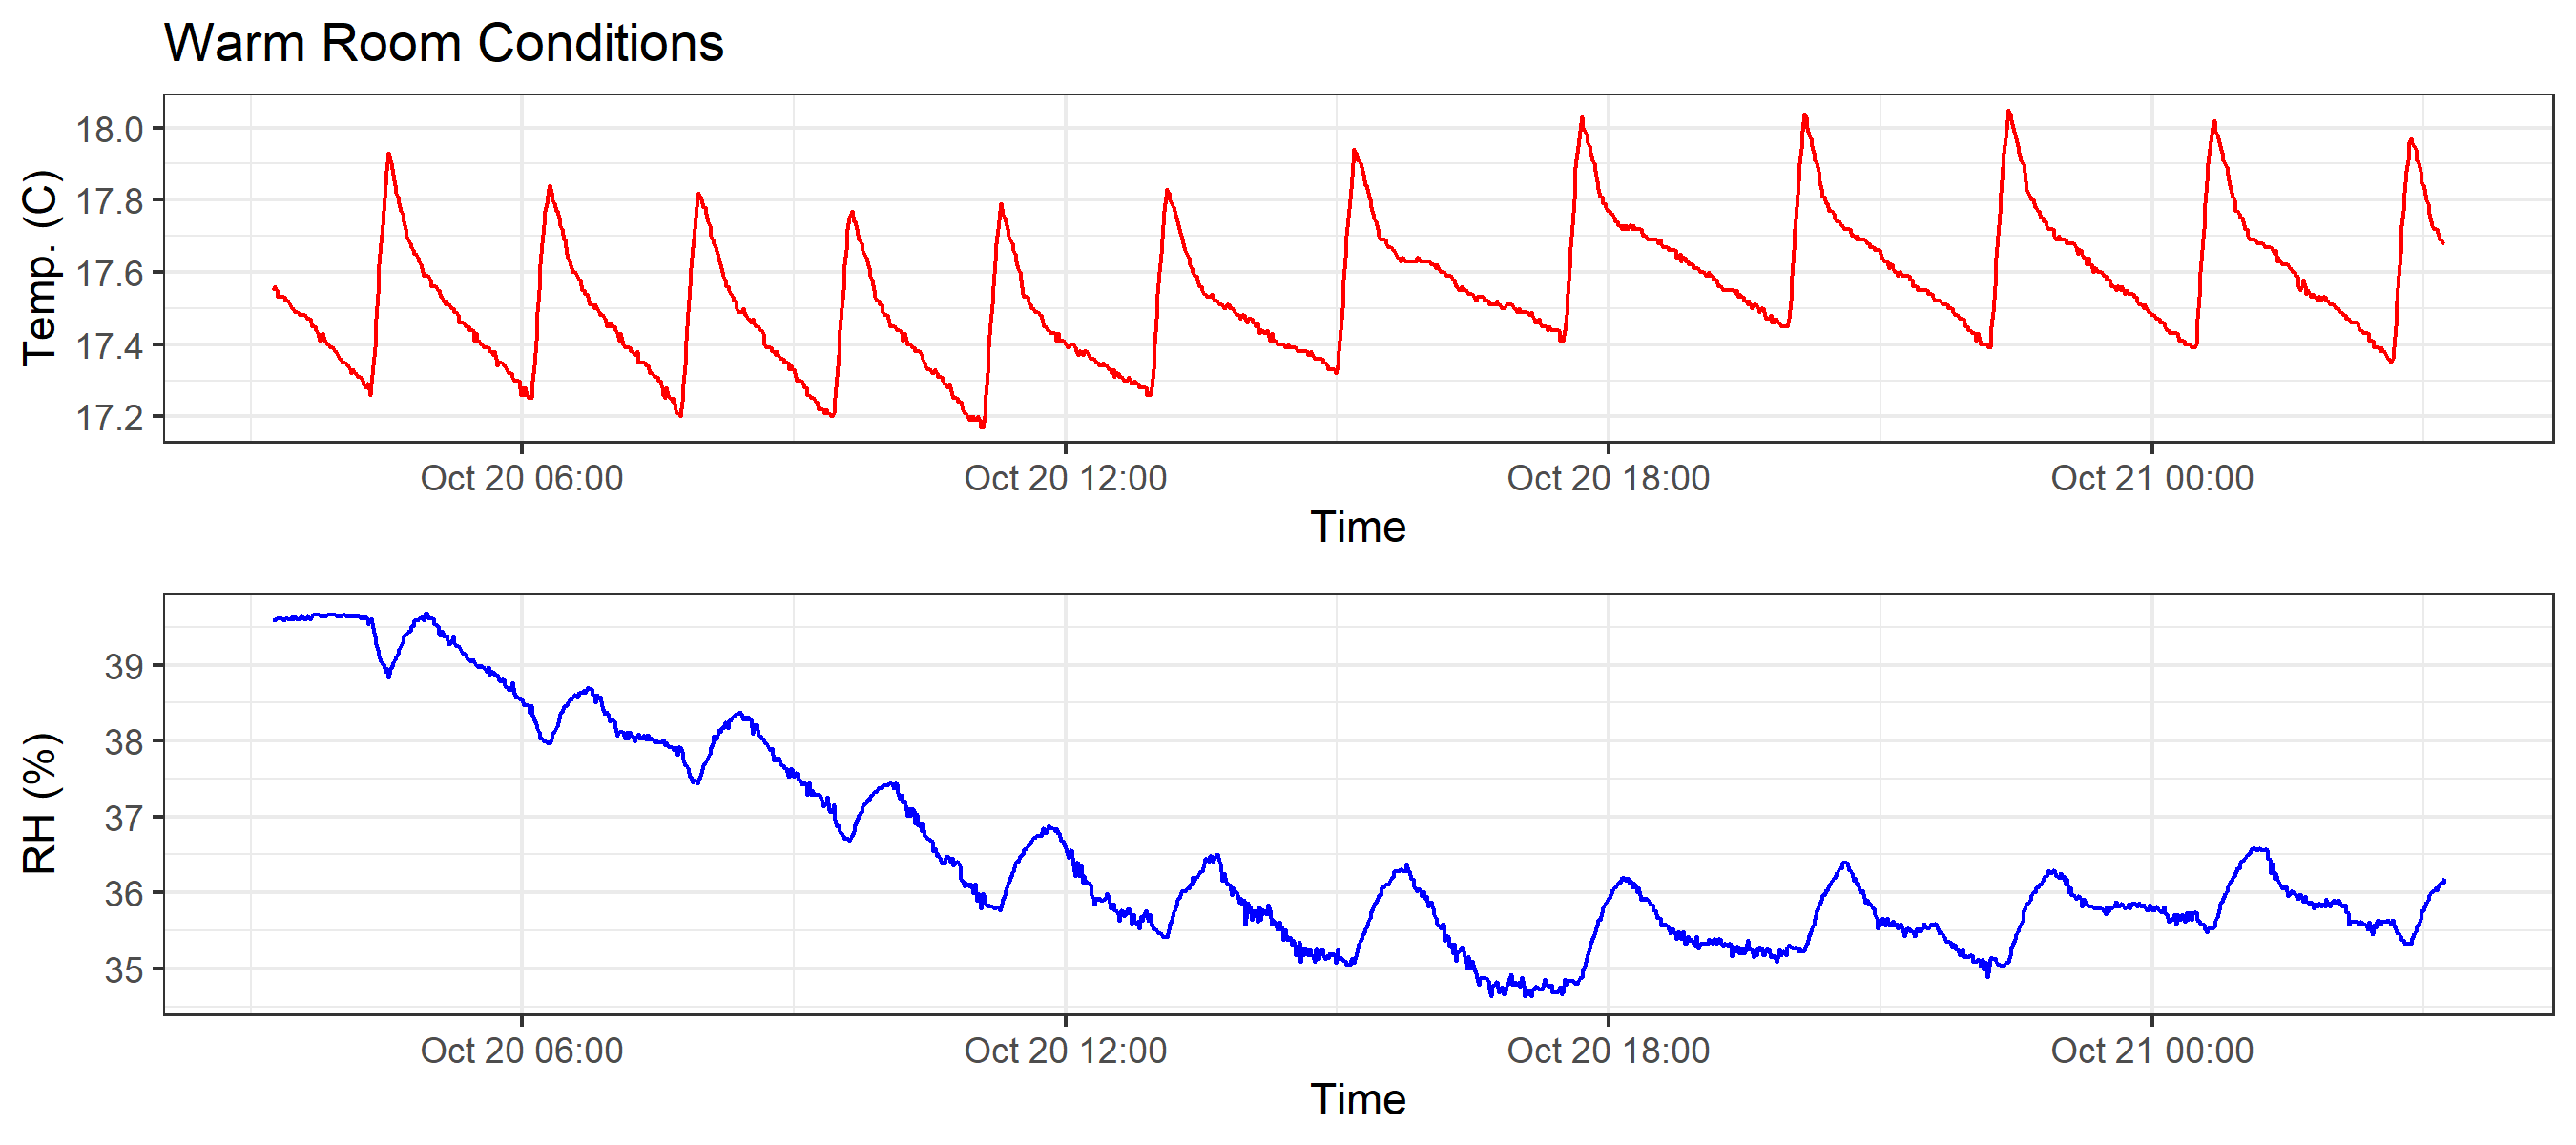 Warm Room Conditions
Temp. (C)
18.0
17.8
17.6
17.4
17.2
Oct 20 06:00 Oct 20 12:00 Oct 20 18:00 Oct 21 00:00
Time
RH (%)
39
38
37
36
35
Oct 20 06:00 Oct 20 12:00 Oct 20 18:00 Oct 21 00:00
Time